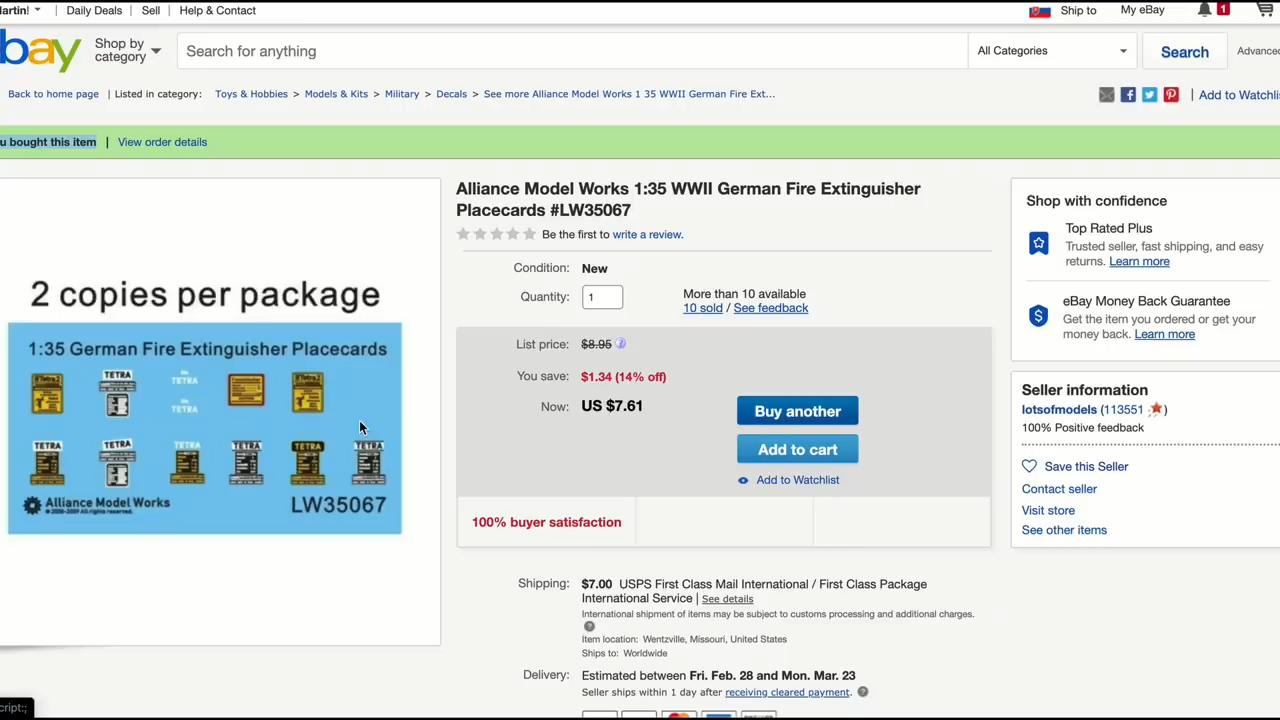 artin!
Daily Deals
Sell
Help & Contact
Ship to
My eBay
1
bay
Shop by
category
Search for anything
All Categories
Search
Advanced
Back to home page | Listed in category: Toys & Hobbies > Models & Kits > Military > Decals > See more Alliance Model Works 1 35 WWII German Fire Ext...
| Add to Watchli
u bought this item | View order details
2 copies per package
1:35 German Fire Extinguisher Placecards
TETRA
TETRA
TETRA
TETRA
TETRA
TETRA
TETRA
TETRA
TETRA
Alliance Model Works
LW35067
Alliance Model Works 1:35 WWII German Fire Extinguisher
Placecards #LW35067
Be the first to write a review.
Condition: New
Quantity: 1
More than 10 available
10 sold / See feedback
List price: $8.95
You save: $1.34 (14% off)
Now: US $7.61
Buy another
Add to cart
Add to Watchlist
100% buyer satisfaction
Shipping: $7.00 USPS First Class Mail International / First Class Package
International Service | See details
International shipment of items may be subject to customs processing and additional charges.
Item location: Wentzville, Missouri, United States
Ships to: Worldwide
Delivery: Estimated between Fri. Feb. 28 and Mon. Mar. 23
Seller ships within 1 day after receiving cleared payment.
Shop with confidence
Top Rated Plus
Trusted seller, fast shipping, and easy
returns. Learn more
eBay Money Back Guarantee
Get the item you ordered or get your
money back. Learn more
Seller information
lotsofmodels (113551)
100% Positive feedback
Save this Seller
Contact seller
Visit store
See other items
cript:;